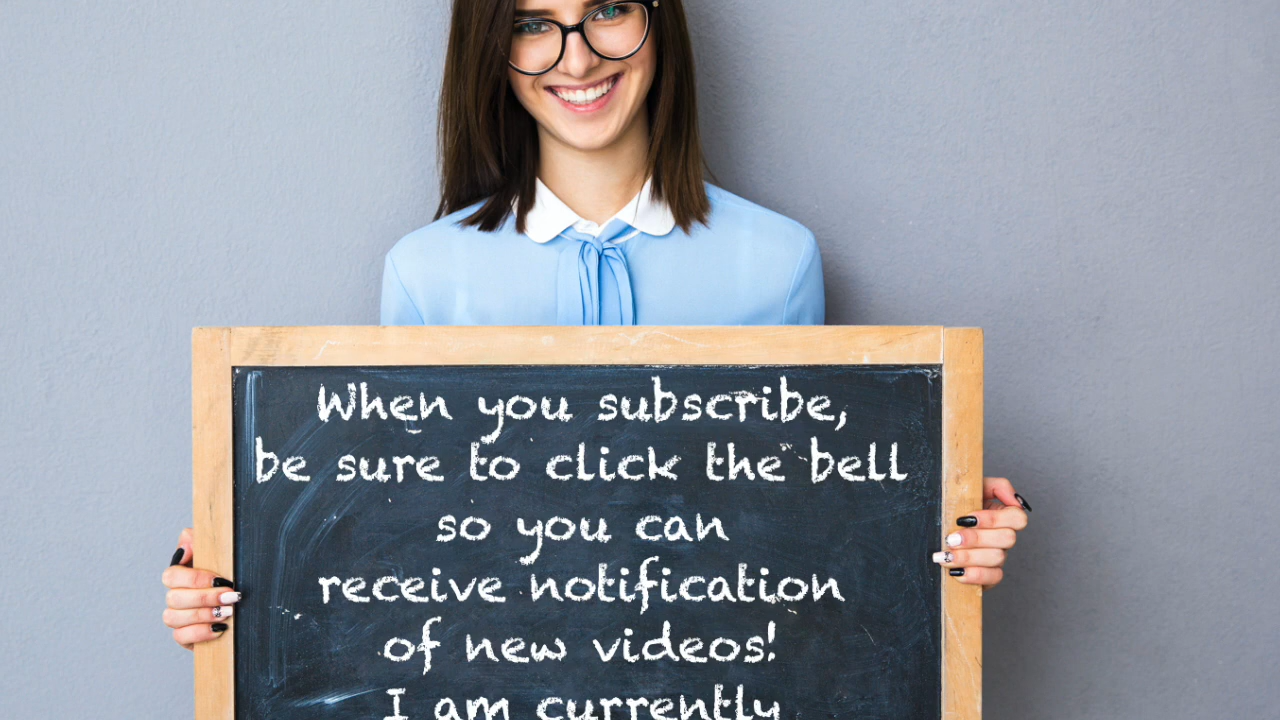 When you subscribe,
be sure to click the bell
so you can
receive notification
of new videos!
I am currently